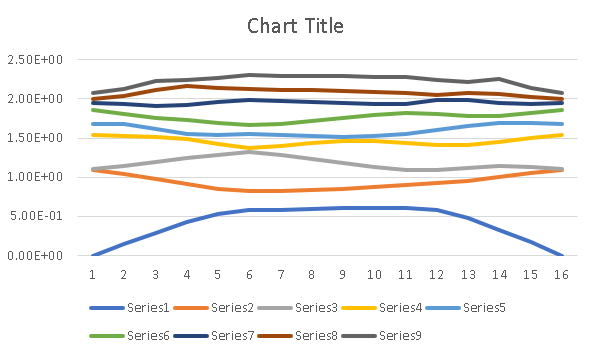 Chart Title
2.50E+00
2.00E+00
1.50E+00
1.00E+00
5.00E-01
0.00E+00
1 2 3 4 5 6 7 8 9 10 11 12 13 14 15 16
Series1 Series2 Series3 Series4 Series5
Series6 Series7 Series8 Series9